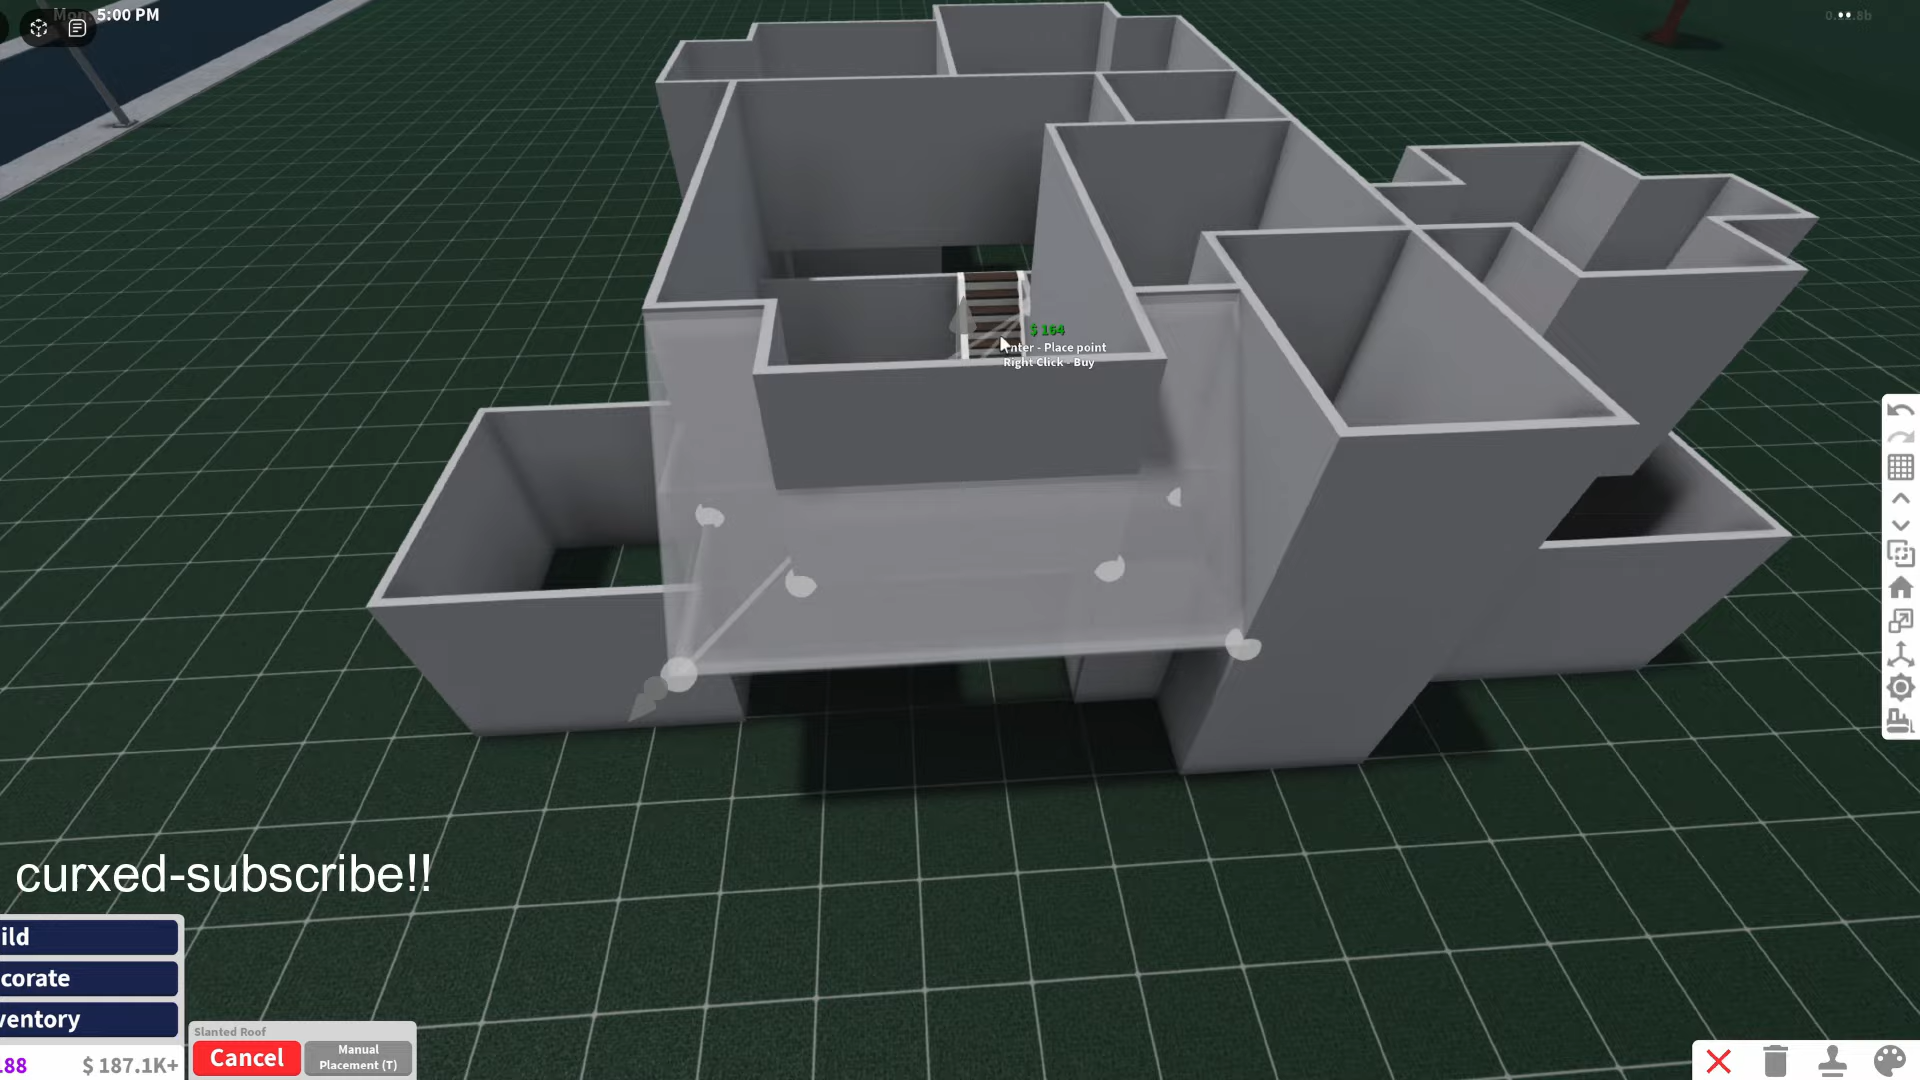 Mon. 5:00 PM
$ 164
nter - Place point
Right Click - Buy
curxed-subscribe!!
ild
corate
ventory
.88
$ 187.1K+
Slanted Roof
Cancel
Manual
Placement (T)